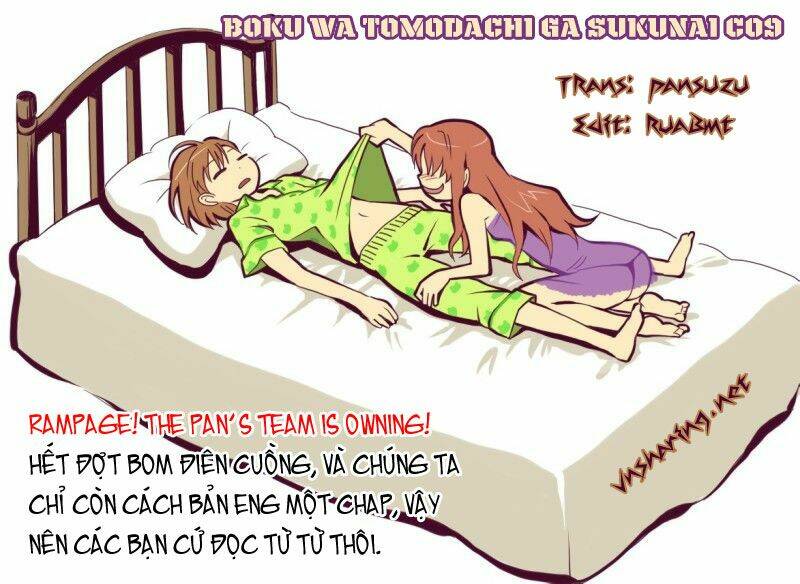 BOKU WA TOMODACHI GA SUKUNAI C09
TRANS: PANSUZU
Edit: RUABMT
RAMPAGE! THE PAN'S TEAM IS OWNING!
HẾT ĐỢT BOM ĐIÊN CUỒNG, VÀ CHÚNG TA
CHỈ CÒN CÁCH BẢN ENG MỘT CHAP, VẬY
NÊN CÁC BẠN CỨ ĐỌC TỪ TỪ THÔI.
vnsharing.net